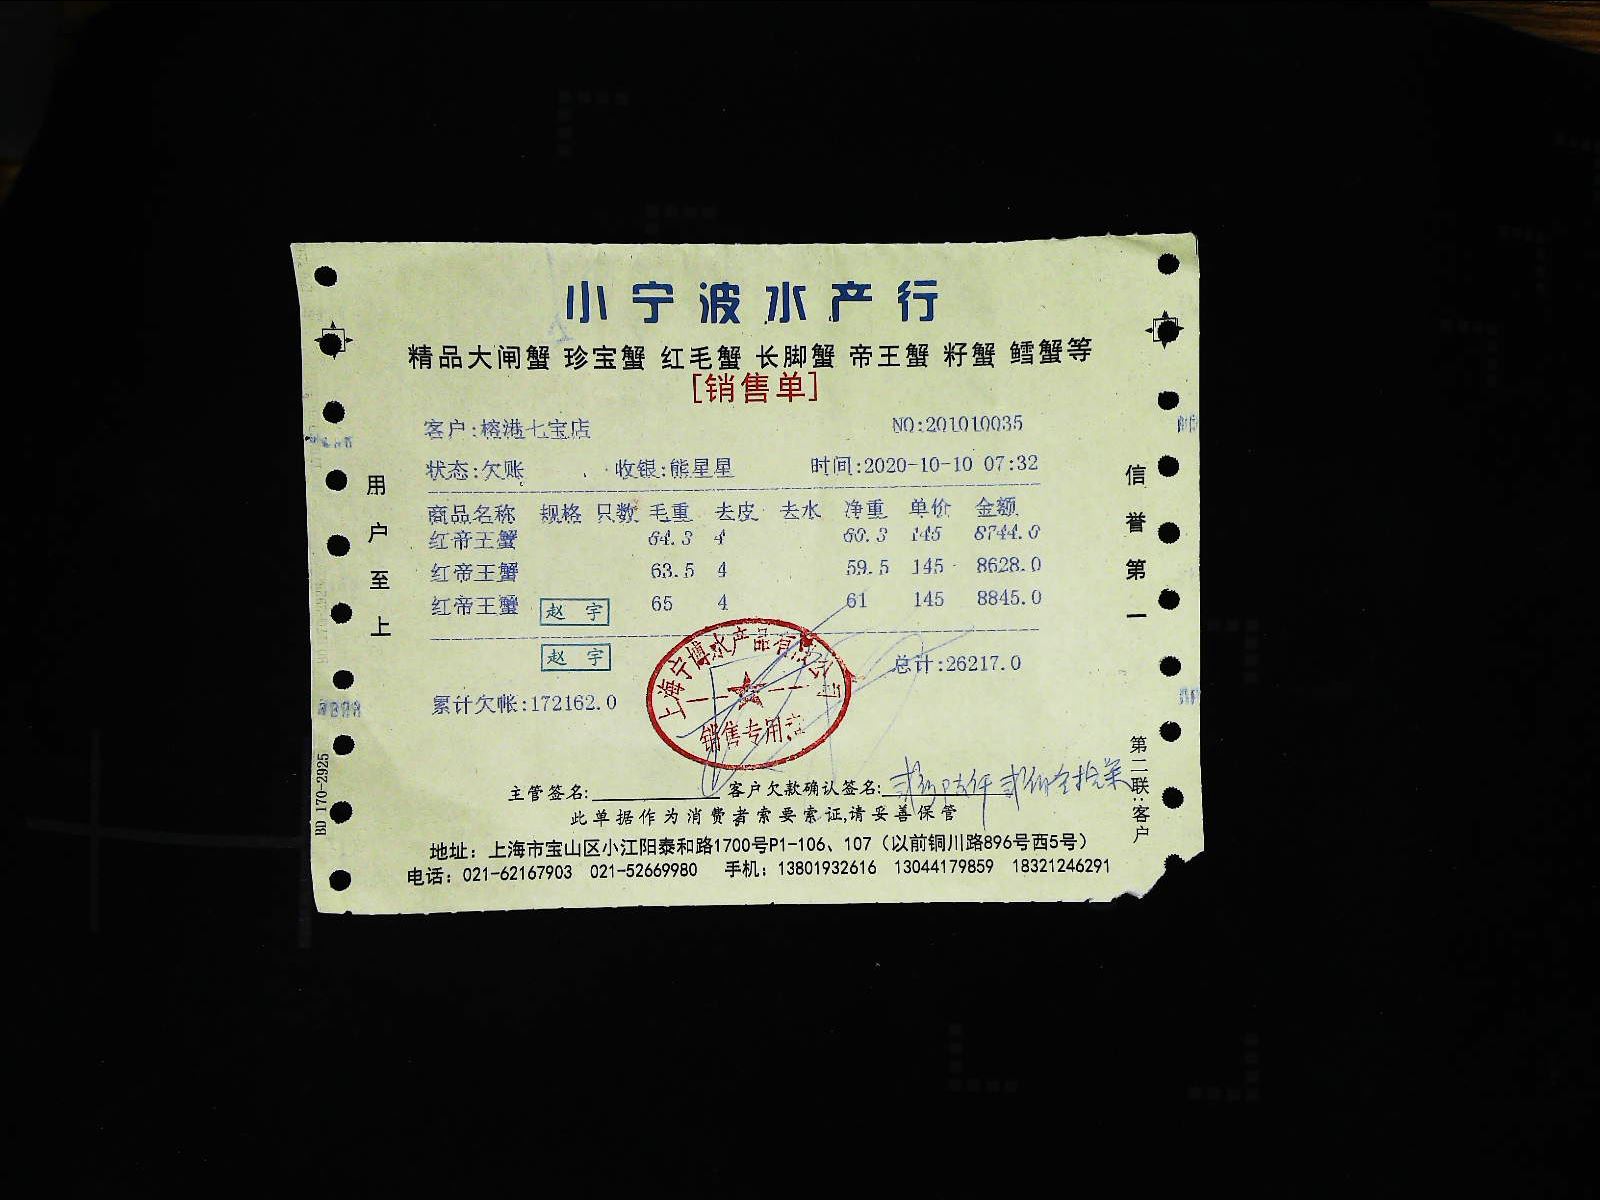 小宁波水产行
精品大闸蟹 珍宝蟹 红毛蟹 长脚蟹 帝王蟹 籽蟹 鳕蟹等
[销售单]
客户:榕港七宝店 NO:201010035
状态:欠账 收银:熊星星 时间:2020-10-10 07:32
商品名称 规格 只数 毛重 去皮 去水 净重 单价 金额
红帝王蟹 64.3 4 60.3 145 8744.0
红帝王蟹 63.5 4 59.5 145 8628.0
红帝王蟹 65 4 61 145 8845.0
赵宇
赵宇
总计:26217.0
累计欠帐:172162.0
上海宁博水产品有限公司
销售专用章
主管签名: 客户欠款确认签名:
此单据作为消费者索要索证,请妥善保管
地址：上海市宝山区小江阳泰和路1700号P1-106、107（以前铜川路896号西5号）
电话：021-62167903 021-52669980 手机：13801932616 13044179859 18321246291
用户至上
信誉第一
第二联:客户
BD 170-2925